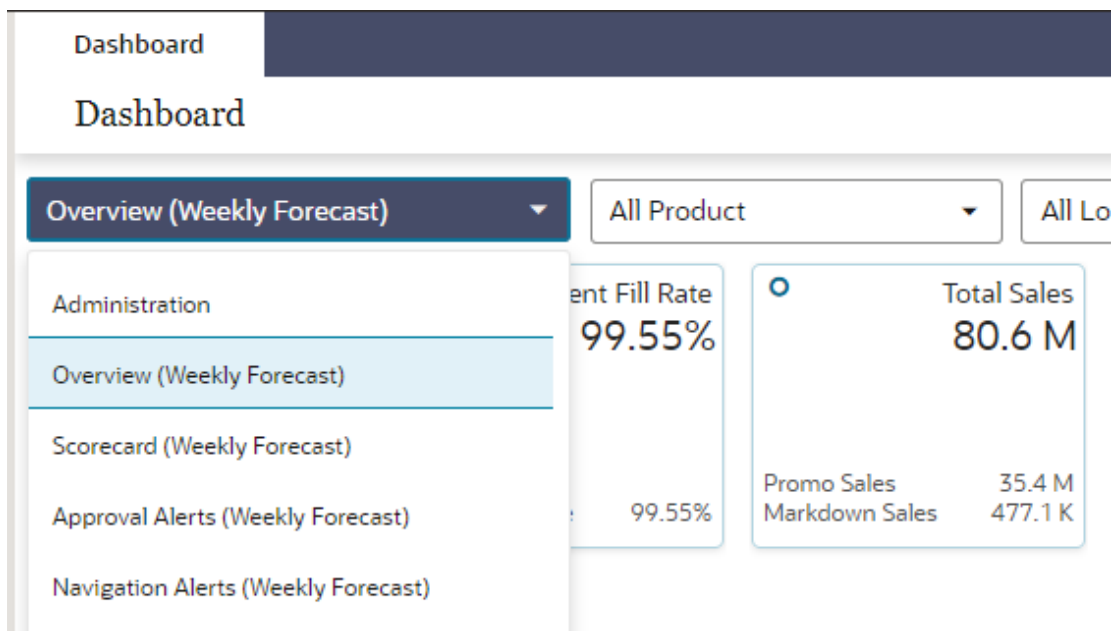 Dashboard
Dashboard
Overview (Weekly Forecast)
All Product
All Lo
Administration
Overview (Weekly Forecast)
Scorecard (Weekly Forecast)
Approval Alerts (Weekly Forecast)
Navigation Alerts (Weekly Forecast)
ent Fill Rate
99.55%
99.55%
Total Sales
80.6 M
Promo Sales 35.4 M
Markdown Sales 477.1 K